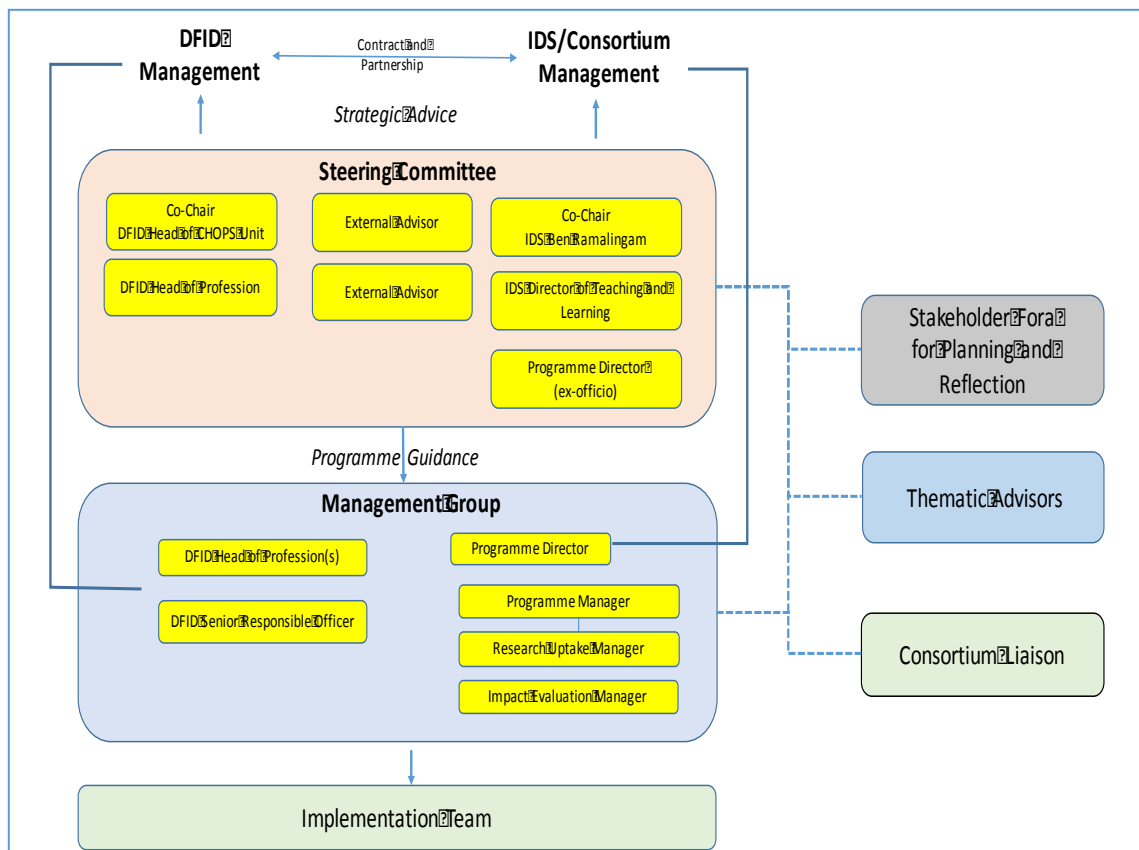 DFID
Management
Contract and
Partnership
IDS/Consortium
Management
Strategic Advice
Steering Committee
Co-Chair
DFID Head of CHOPS Unit
External Advisor
Co-Chair
IDS Ben Ramalingam
DFID Head of Profession
External Advisor
IDS Director of Teaching and
Learning
Programme Director
(ex-officio)
Stakeholder Fora
for Planning and
Reflection
Programme Guidance
Management Group
Thematic Advisors
DFID Head of Profession(s)
Programme Director
DFID Senior Responsible Officer
Programme Manager
Research Uptake Manager
Impact Evaluation Manager
Consortium Liaison
Implementation Team